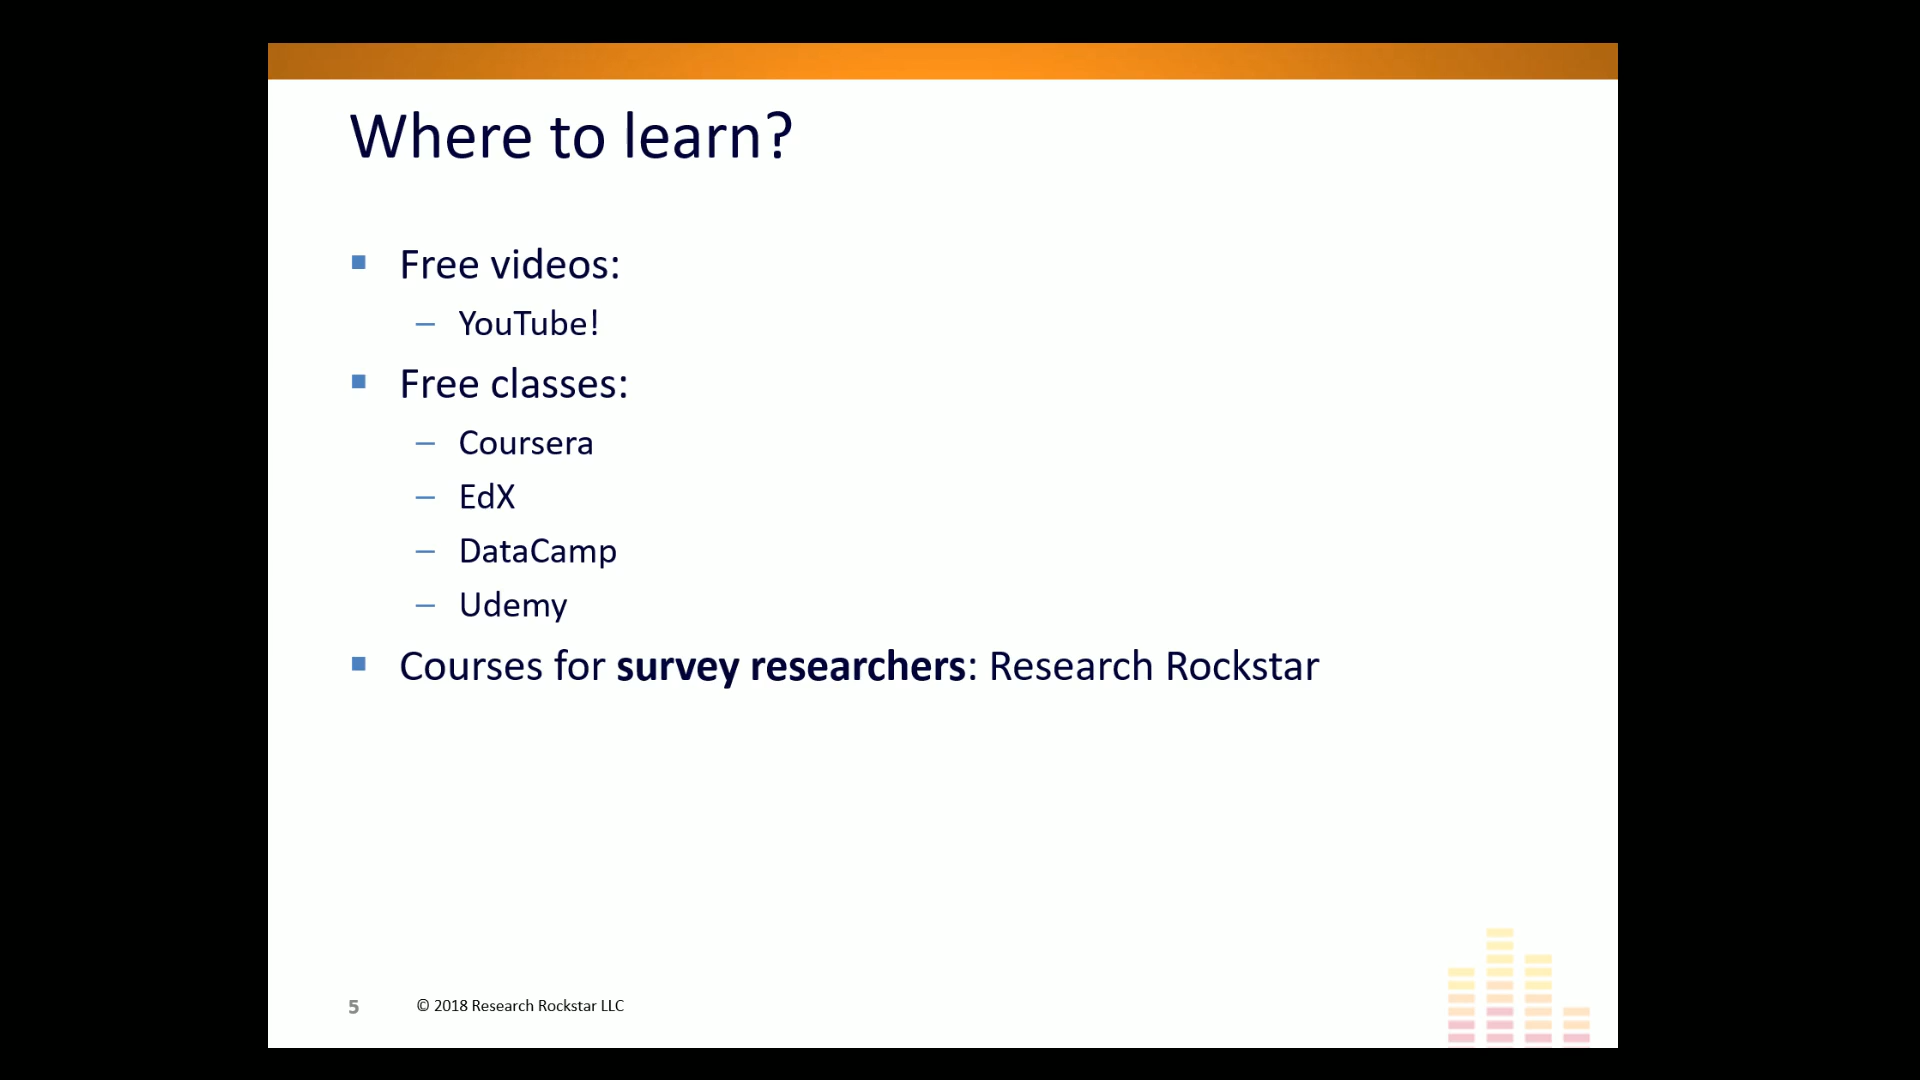 Where to learn?
▪ Free videos:
– YouTube!
▪ Free classes:
– Coursera
– EdX
– DataCamp
– Udemy
▪ Courses for survey researchers: Research Rockstar
5 © 2018 Research Rockstar LLC